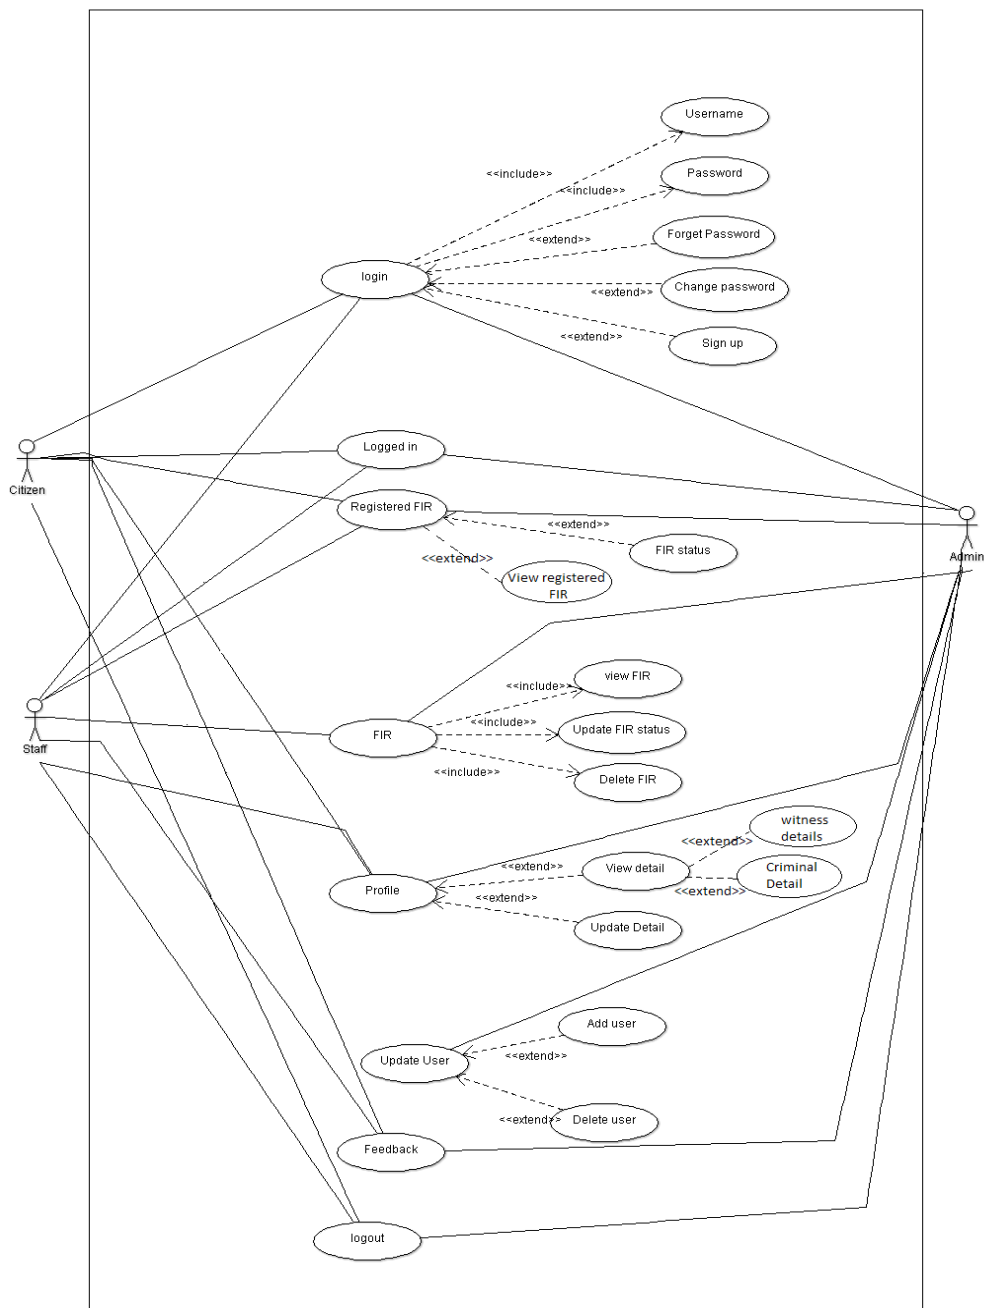 Username
<<include>>
Password
<<include>>
Forget Password
<<extend>>
login
Change password
<<extend>>
<<extend>>
Sign up
Logged in
Citizen
Registered FIR
<<extend>>
FIR status
Admin
<<extend>>
View registered
FIR
view FIR
<<include>>
<<include>>
Update FIR status
FIR
Staff
<<include>>
Delete FIR
witness
details
<<extend>>
<<extend>>
View detail
Criminal
Detail
<<extend>>
Profile
<<extend>>
Update Detail
Add user
<<extend>>
Update User
<<extend>>
Delete user
Feedback
logout